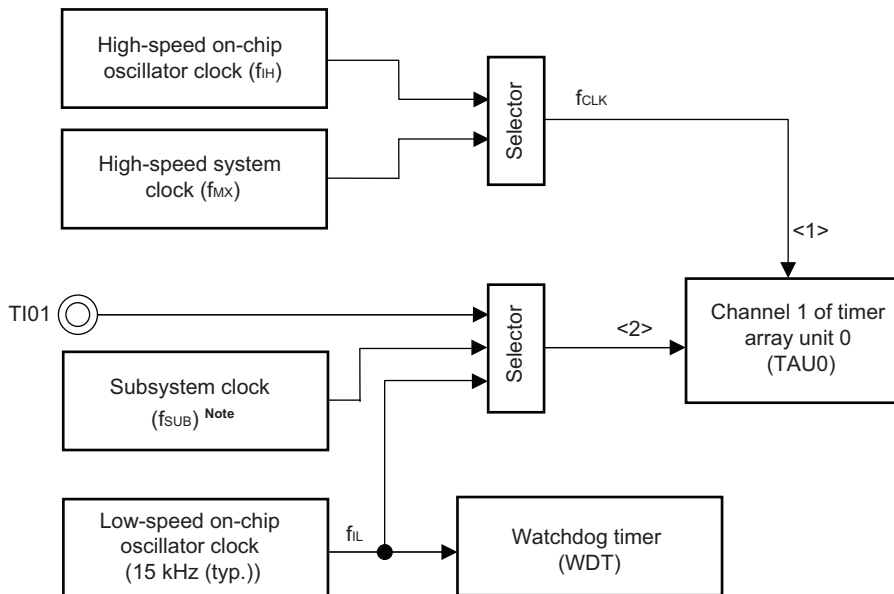 High-speed on-chip
oscillator clock (fIH)
High-speed system
clock (fMX)
Selector
fCLK
<1>
TI01
Subsystem clock
(fSUB) Note
Selector
<2>
Channel 1 of timer
array unit 0
(TAU0)
Low-speed on-chip
oscillator clock
(15 kHz (typ.))
fIL
Watchdog timer
(WDT)